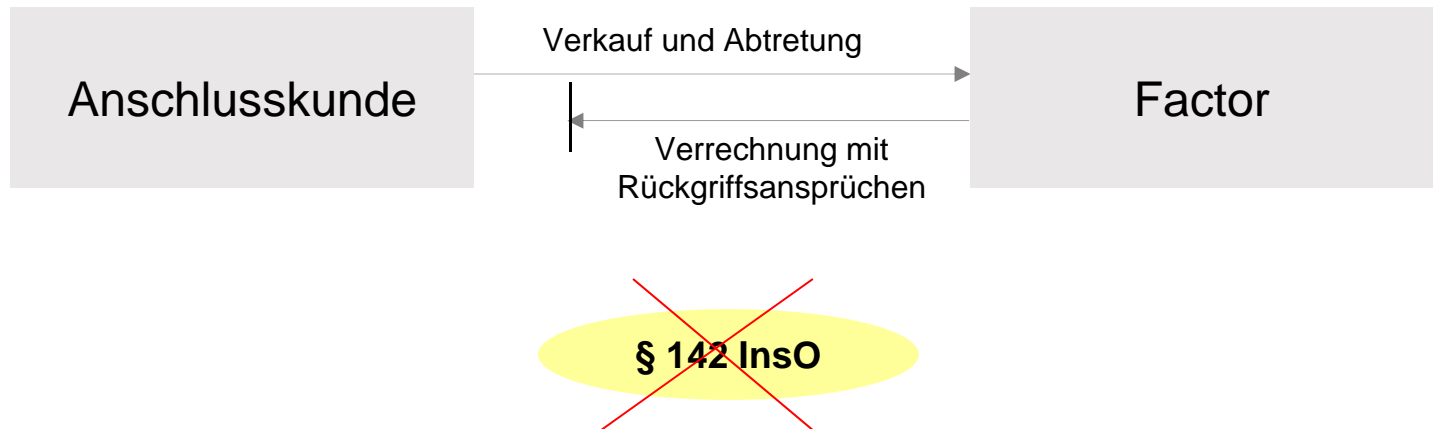 Verkauf und Abtretung
Anschlusskunde
Factor
Verrechnung mit
Rückgriffsansprüchen
§ 142 InsO